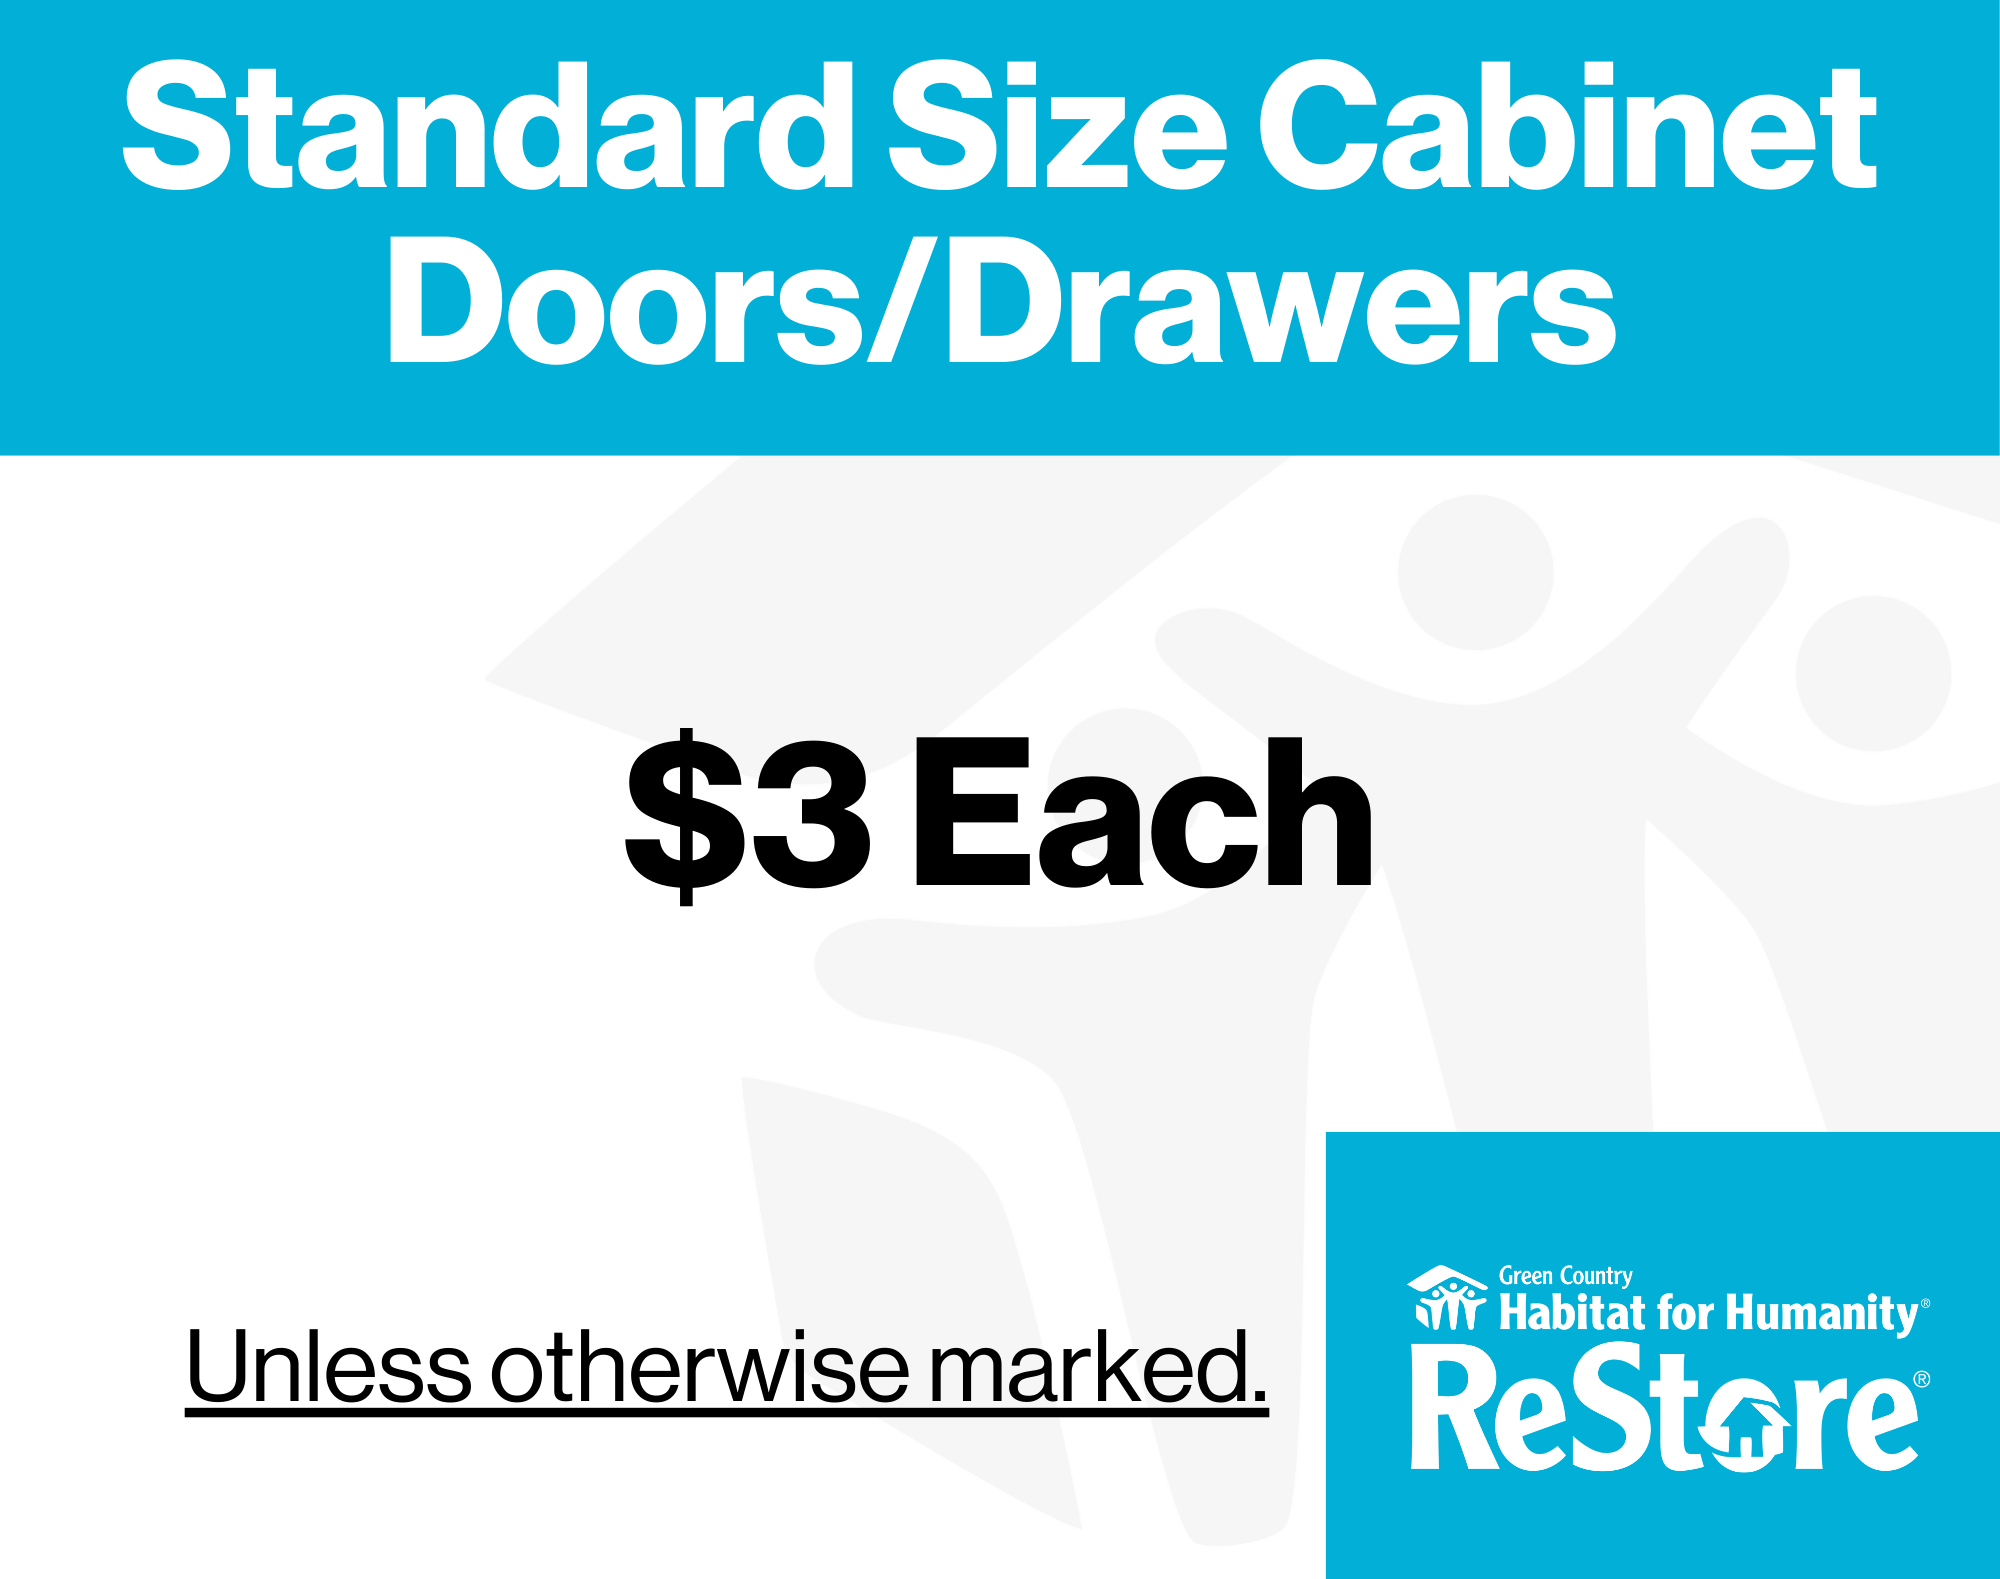 Standard Size Cabinet
Doors/Drawers
$3 Each
Unless otherwise marked.
Green Country
Habitat for Humanity®
ReStore®